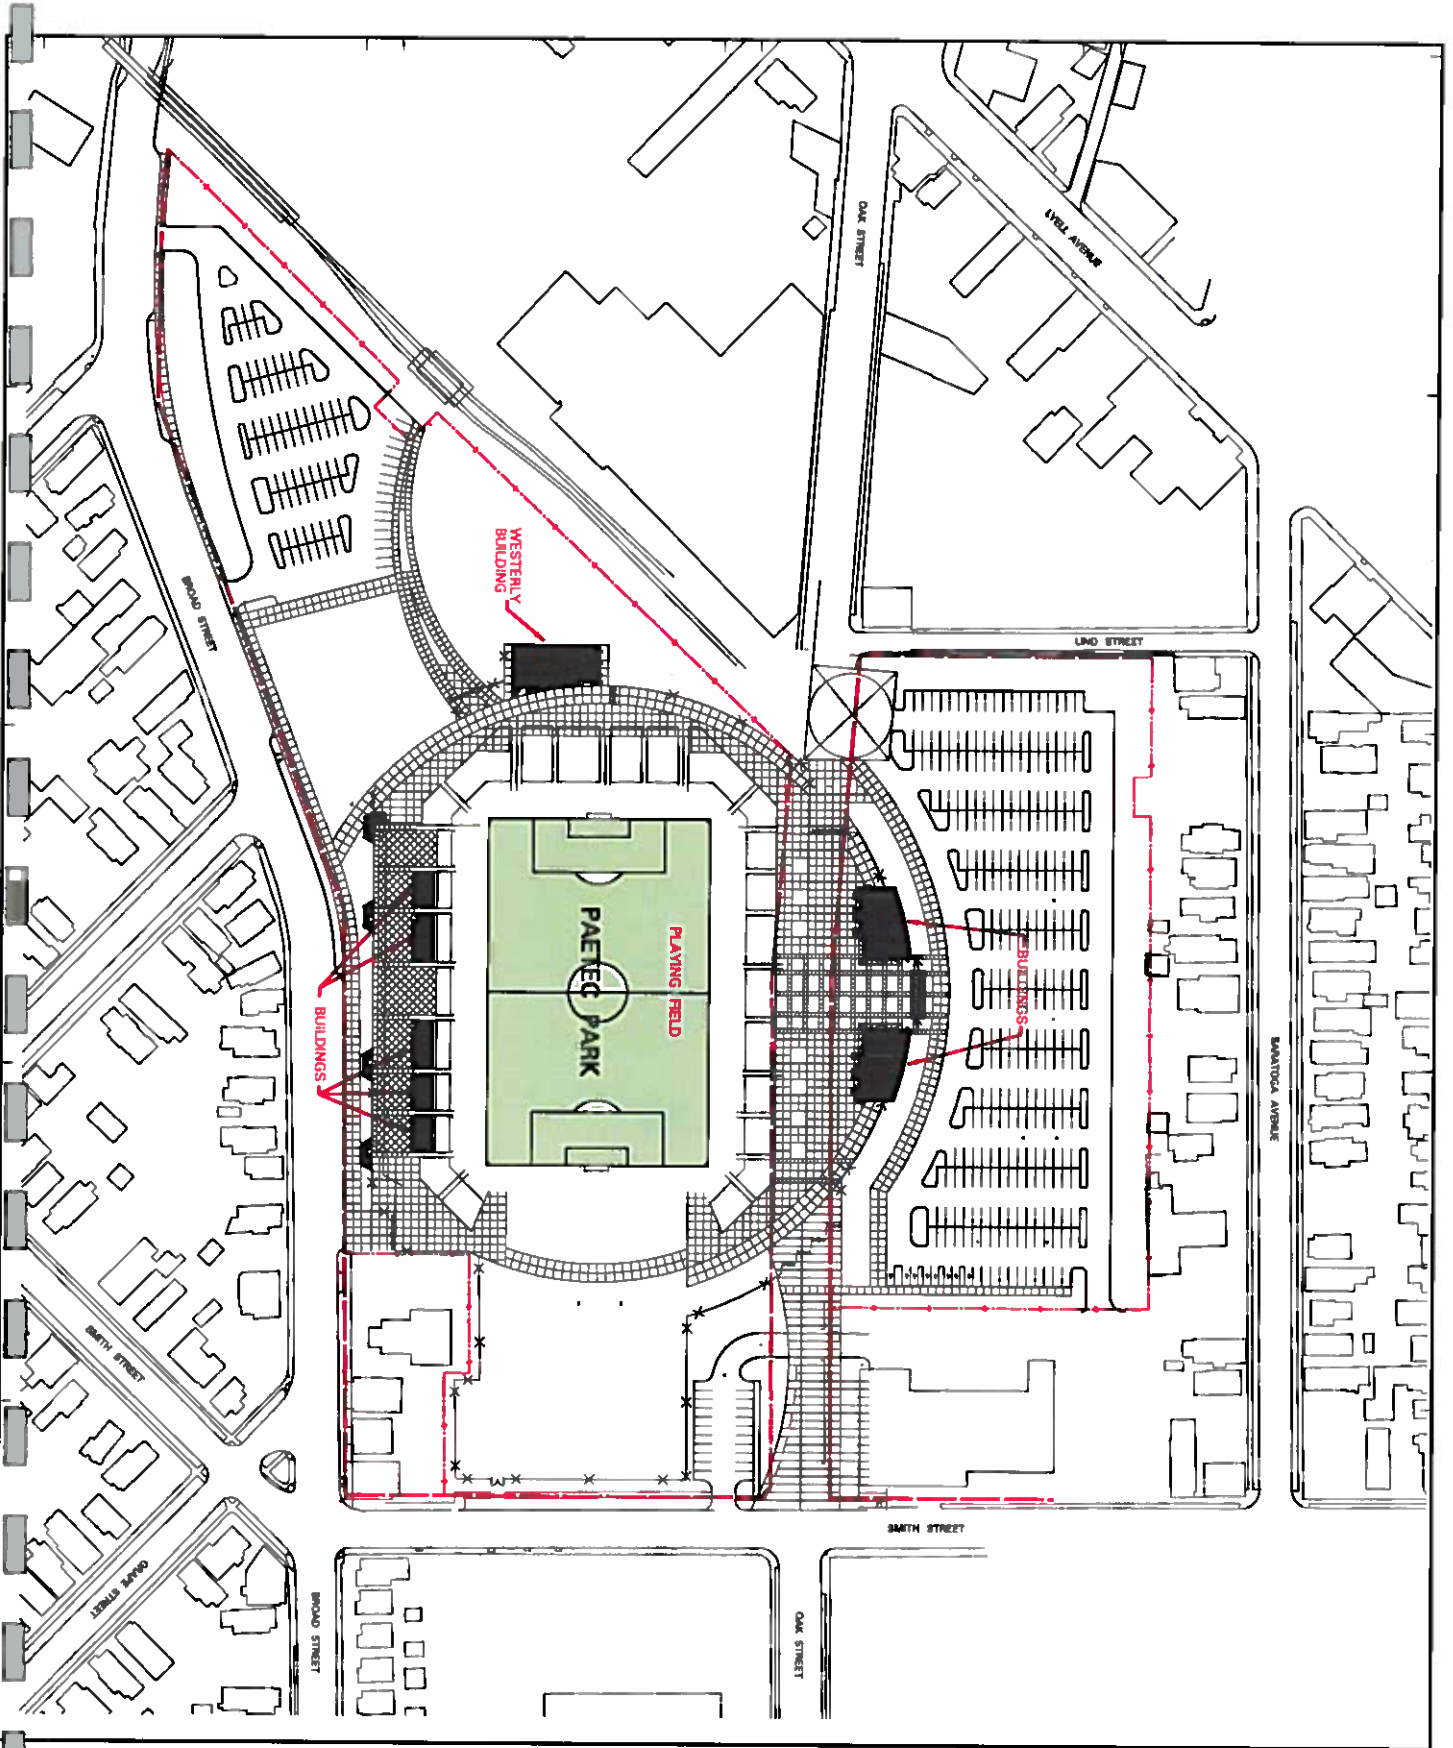 LYELL AVENUE
OAK STREET
LIND STREET
WESTERLY
BUILDING
BROAD STREET
PLAYING FIELD
PAETEC PARK
BUILDINGS
BUILDINGS
SARATOGA AVENUE
SMITH STREET
SMITH STREET
GRAPE STREET
BROAD STREET
OAK STREET